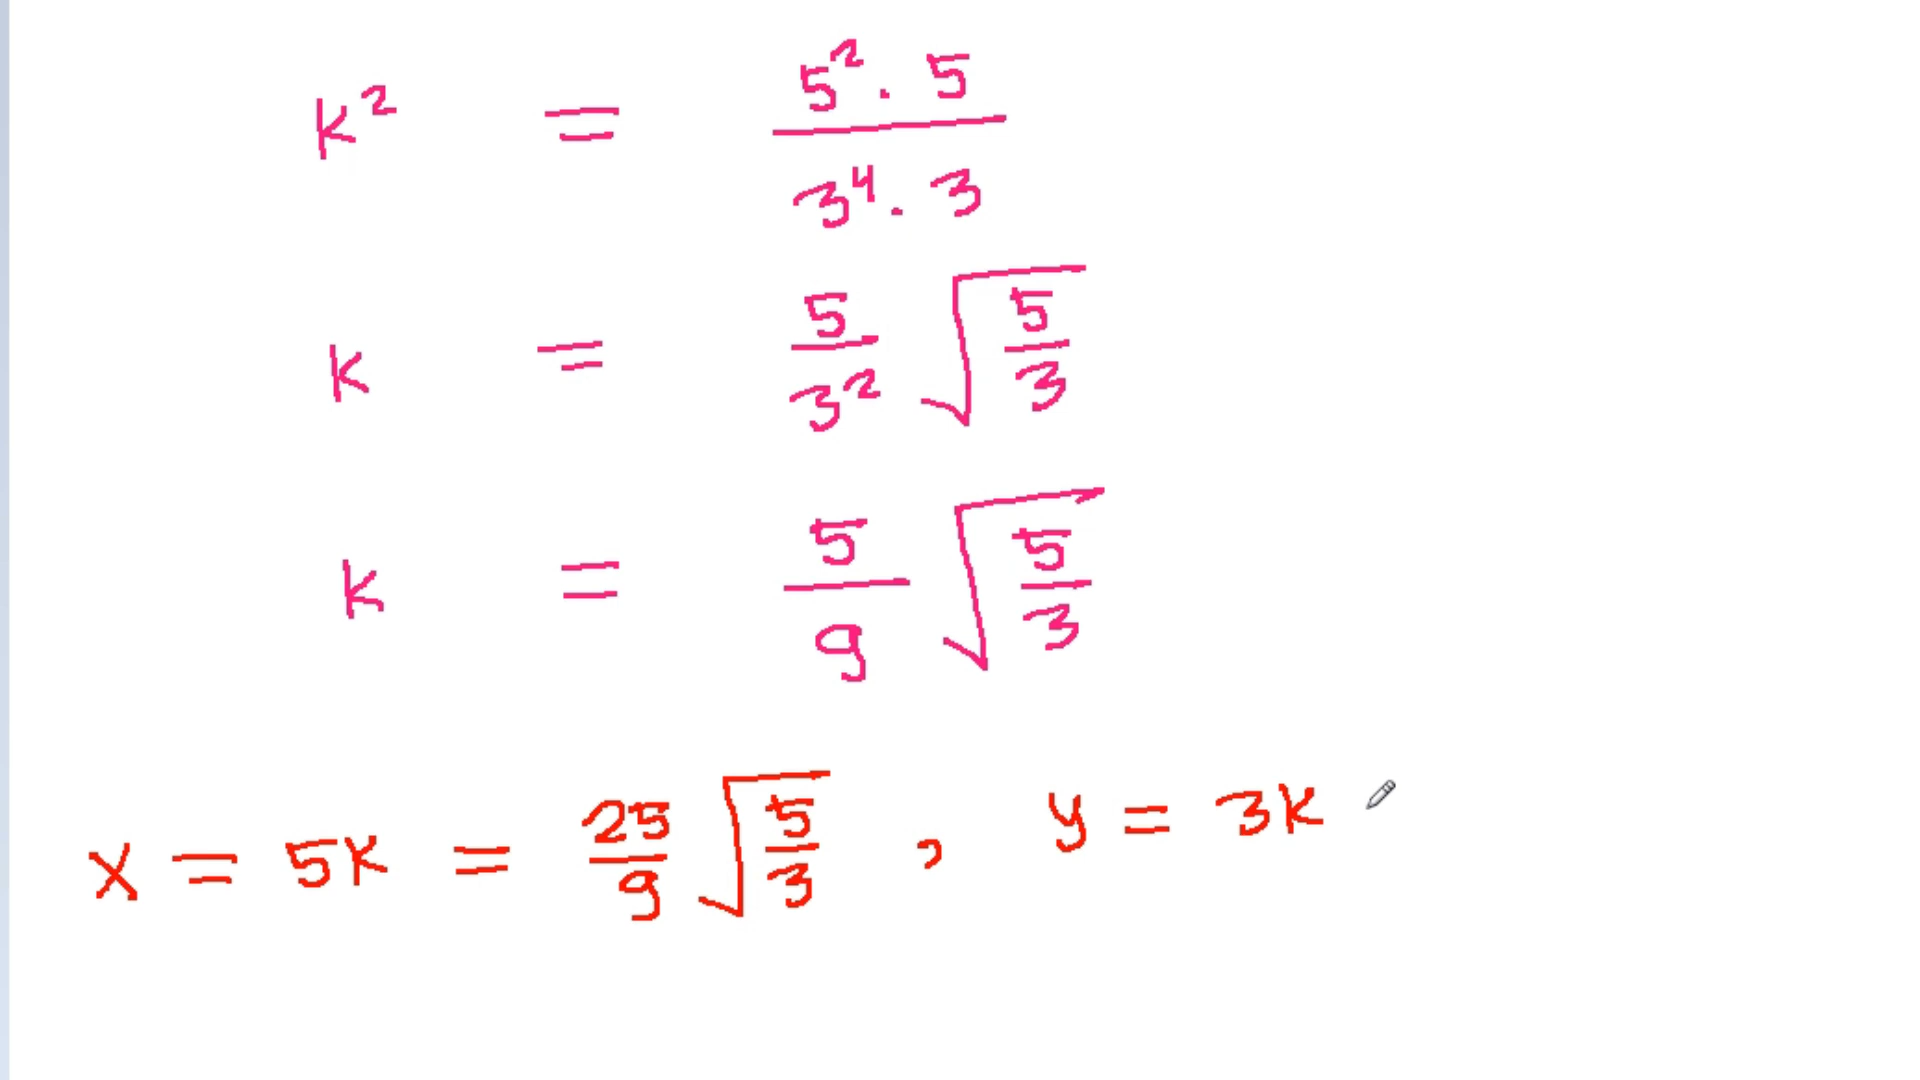 k² = (5² · 5)/(3⁴ · 3)
k = 5/3² √(5/3)
k = 5/9 √(5/3)
x = 5k = 25/9 √(5/3) , y = 3k